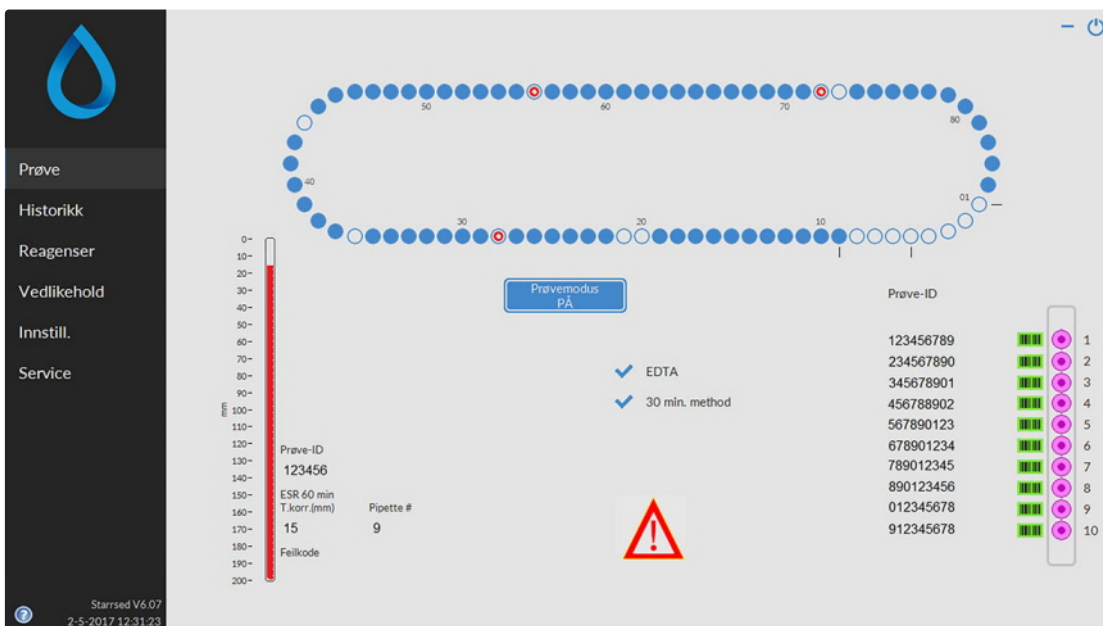 Prøve
Historikk
Reagenser
Vedlikehold
Innstill.
Service
Starrsed V6.07
2-5-2017 12:31:23
50
60
70
80
40
01
30
20
10
0-
10-
20-
30-
40-
50-
60-
70-
80-
90-
mm
100-
110-
120-
130-
140-
150-
160-
170-
180-
190-
200-
Prøve-ID
123456
ESR 60 min
T.korr.(mm) Pipette #
15 9
Feilkode
Prøvemodus
PÅ
EDTA
30 min. method
Prøve-ID
123456789 1
234567890 2
345678901 3
456788902 4
567890123 5
678901234 6
789012345 7
890123456 8
012345678 9
912345678 10